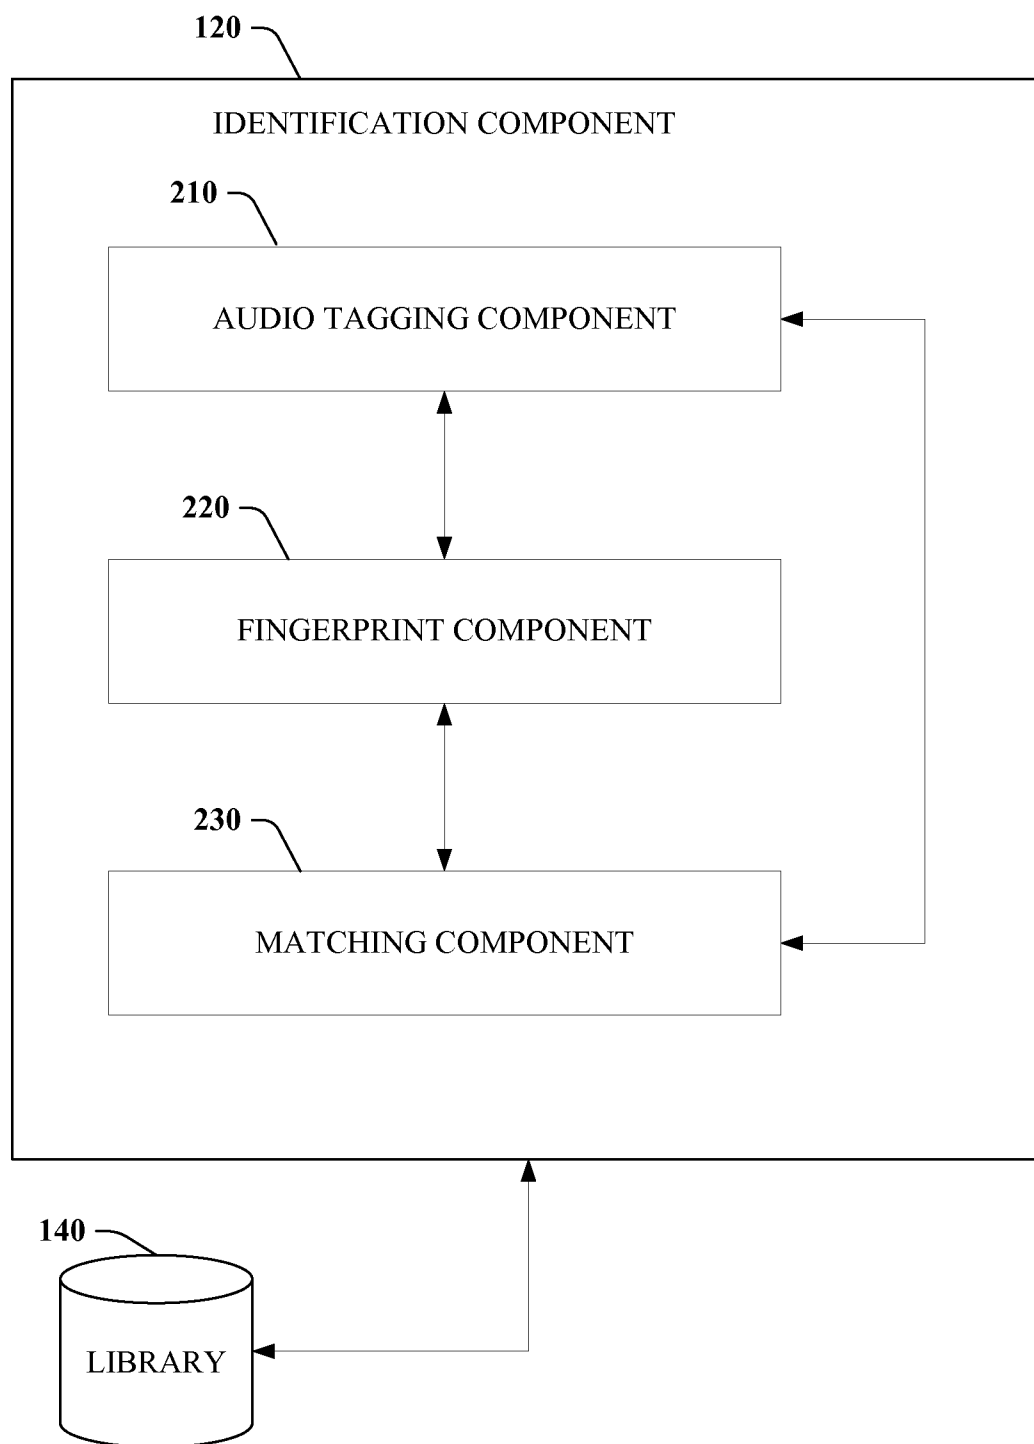 120
IDENTIFICATION COMPONENT
210
AUDIO TAGGING COMPONENT
220
FINGERPRINT COMPONENT
230
MATCHING COMPONENT
140
LIBRARY